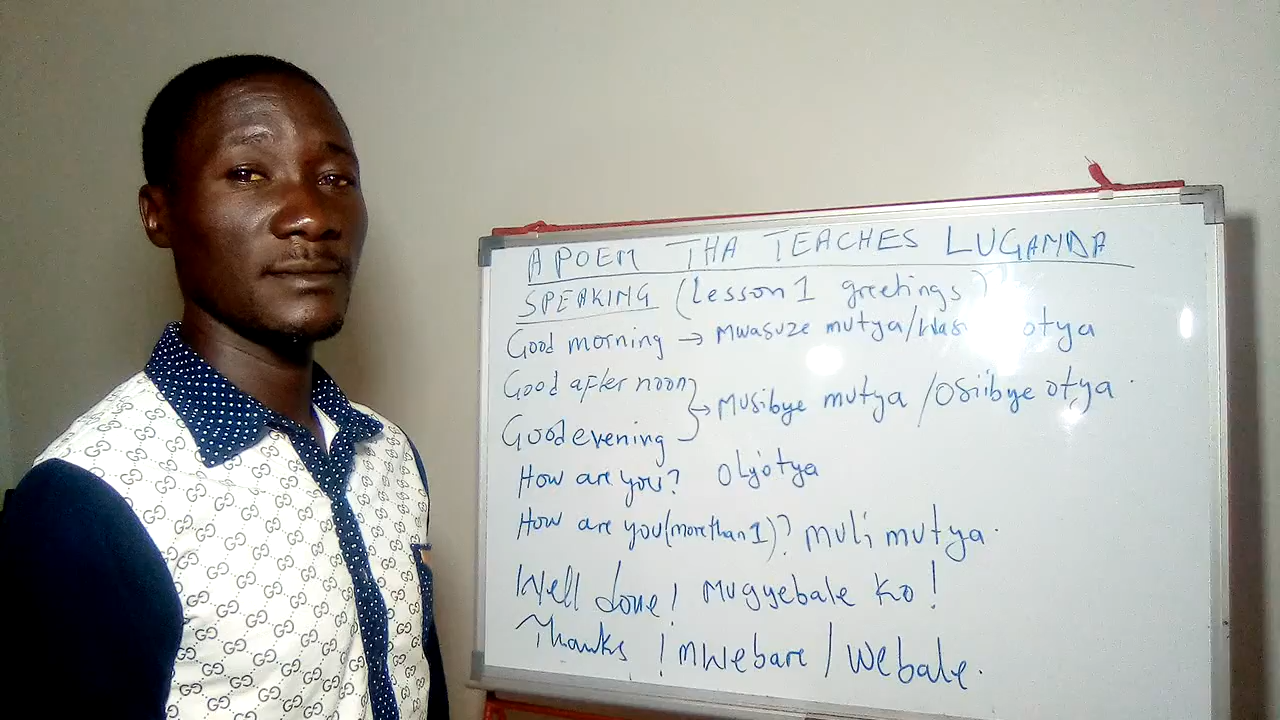 A POEM THA TEACHES LUGANDA
SPEAKING (Lesson 1 greetings)
Good morning → Mwasuze mutya/ otya
Good after noon
Good evening } → Musibye mutya /Osiibye otya.
How are you? Olyotya
How are you(more than 1)? Muli mutya.
Well done! Mugyebale ko!
Thanks ! Mwebare / Webale.